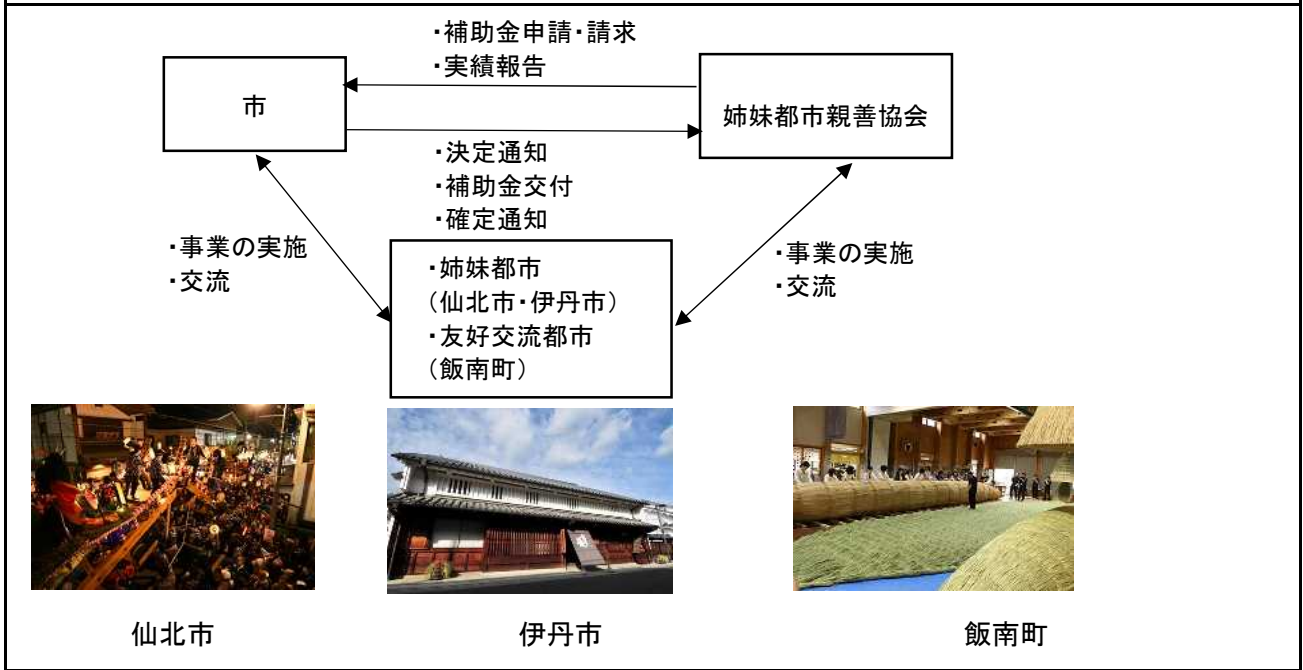 ・補助金申請・請求
・実績報告
市
姉妹都市親善協会
・決定通知
・補助金交付
・確定通知
・事業の実施
・交流
・姉妹都市
（仙北市・伊丹市）
・友好交流都市
（飯南町）
・事業の実施
・交流
仙北市
伊丹市
飯南町